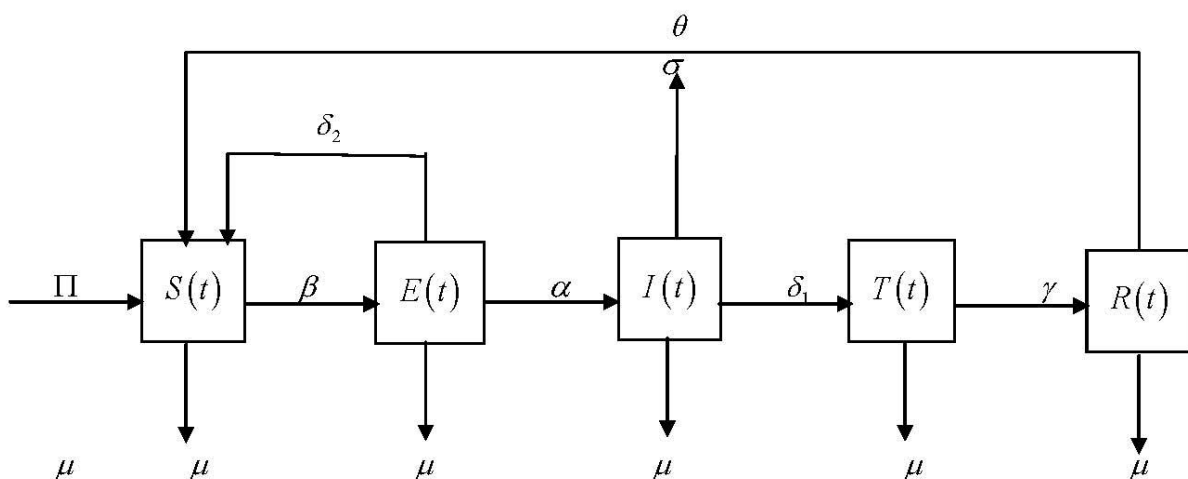 θ
σ
δ₂
Π S(t) β E(t) α I(t) δ₁ T(t) γ R(t)
μ μ μ μ μ μ